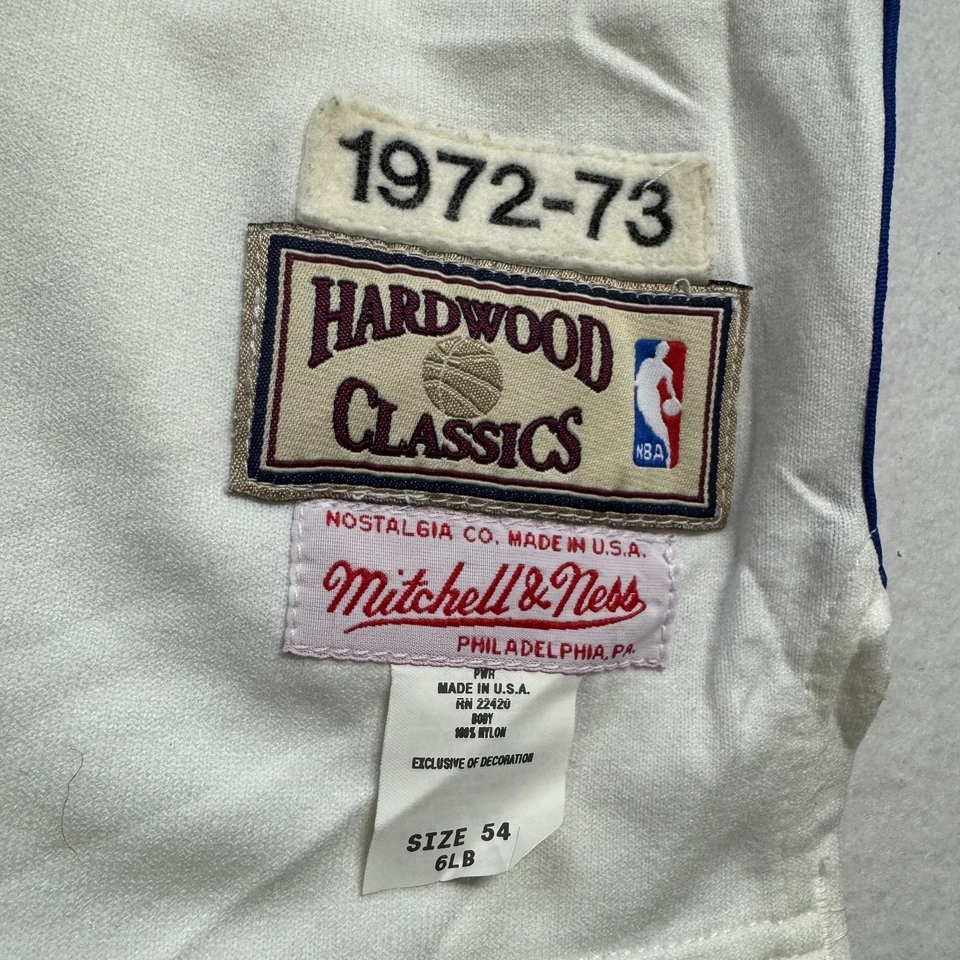 1972-73
HARDWOOD
CLASSICS
NBA
NOSTALGIA CO. MADE IN U.S.A.
Mitchell & Ness
PHILADELPHIA, PA.
PWR
MADE IN U.S.A.
RN 22420
BODY
100% NYLON
EXCLUSIVE OF DECORATION
SIZE 54
6LB